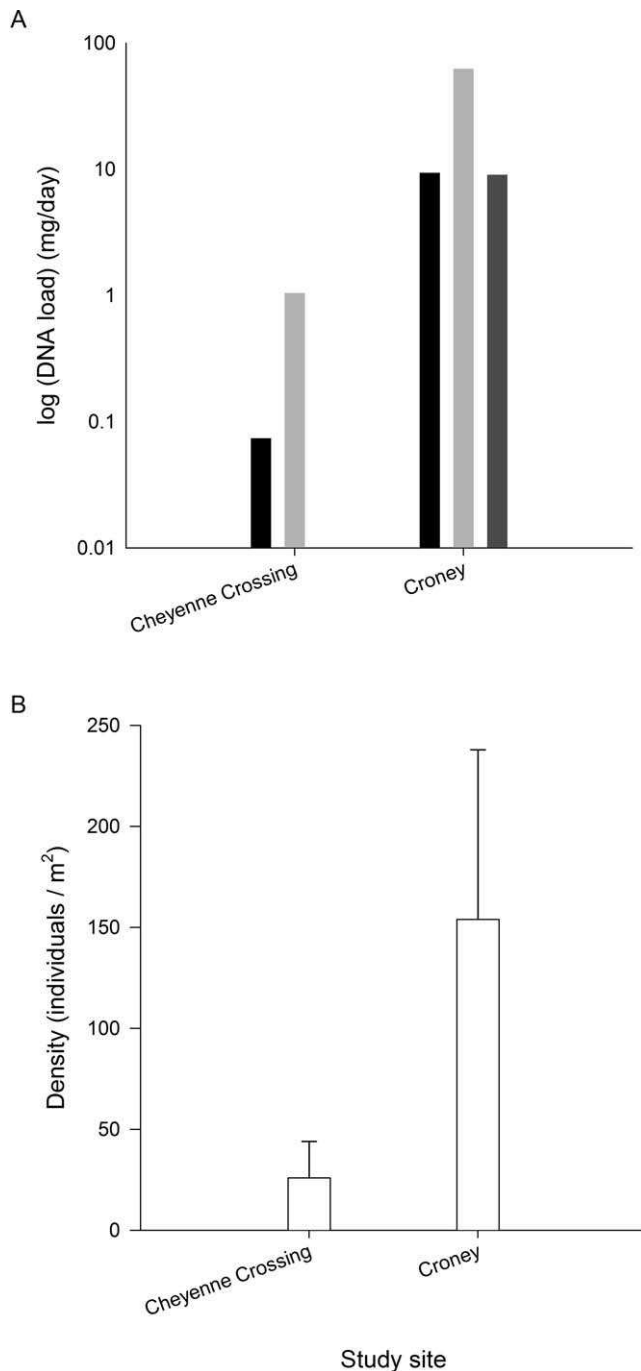 A
log (DNA load) (mg/day)
100
10
1
0.1
0.01
Cheyenne Crossing
Croney
B
Density (individuals / m²)
250
200
150
100
50
0
Cheyenne Crossing
Croney
Study site